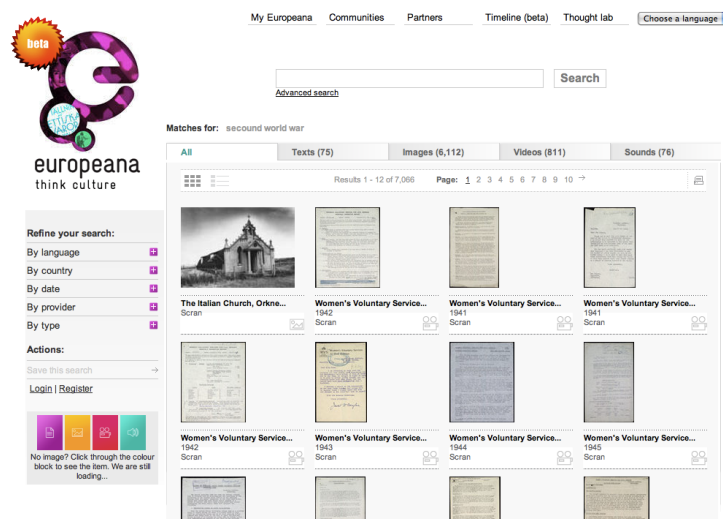 My Europeana Communities Partners Timeline (beta) Thought lab Choose a language
beta
Search
Advanced search
europeana
think culture
Matches for: secound world war
All Texts (75) Images (6,112) Videos (811) Sounds (76)
Results 1 - 12 of 7,066 Page: 1 2 3 4 5 6 7 8 9 10 →
Refine your search:
By language
By country
By date
By provider
By type
Actions:
Save this search →
Login | Register
No image? Click through the colour
block to see the item. We are still
loading...
The Italian Church, Orkne... Women's Voluntary Service... Women's Voluntary Service... Women's Voluntary Service...
Scran 1942 1941 1941
Scran Scran Scran
Women's Voluntary Service... Women's Voluntary Service... Women's Voluntary Service... Women's Voluntary Service...
1942 1943 1944 1945
Scran Scran Scran Scran